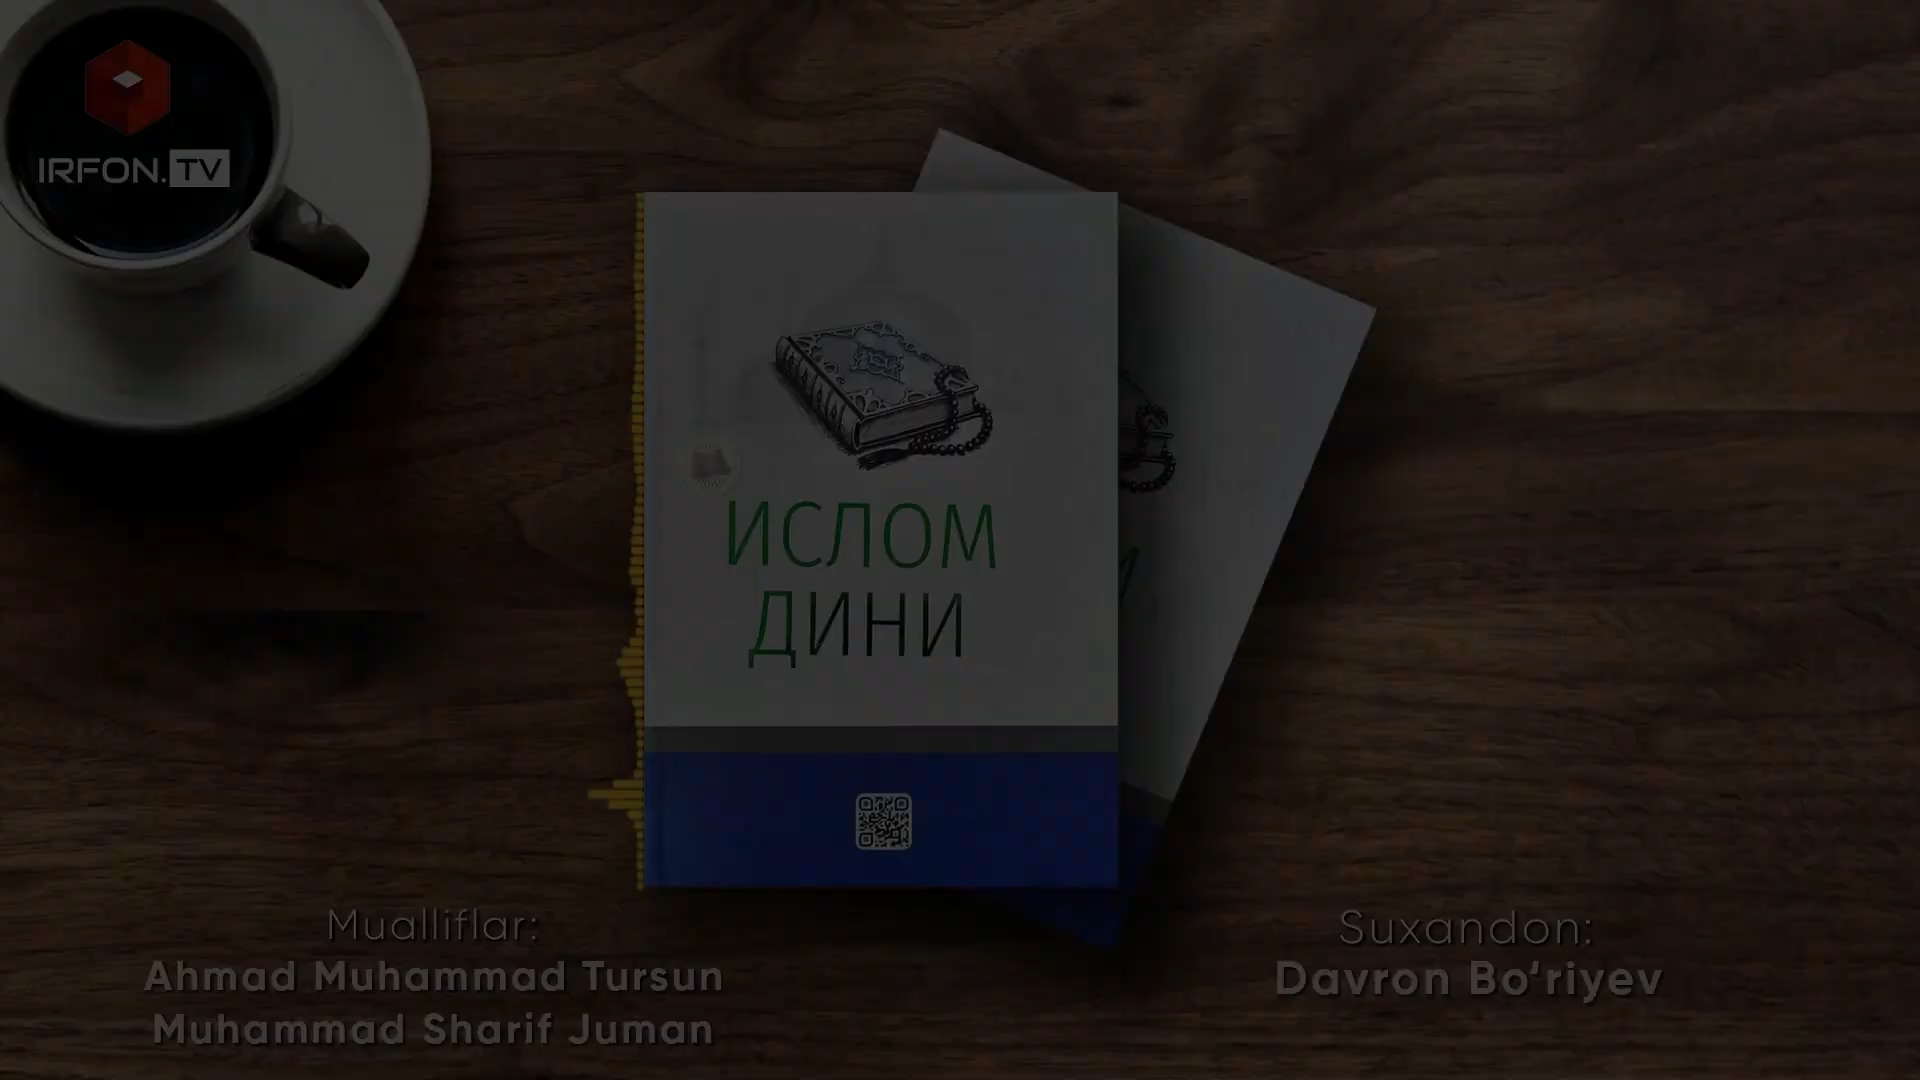 IRFON.TV
ИСЛОМ
ДИНИ
Mualliflar:
Ahmad Muhammad Tursun
Muhammad Sharif Juman
Suxandon:
Davron Bo‘riyev